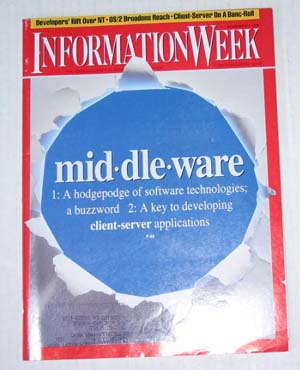 Developers' Rift Over NT • OS/2 Broadens Reach • Client-Server On A Banc-Roll
INFORMATIONWEEK
mid·dle·ware
1: A hodgepodge of software technologies;
a buzzword 2: A key to developing
client-server applications